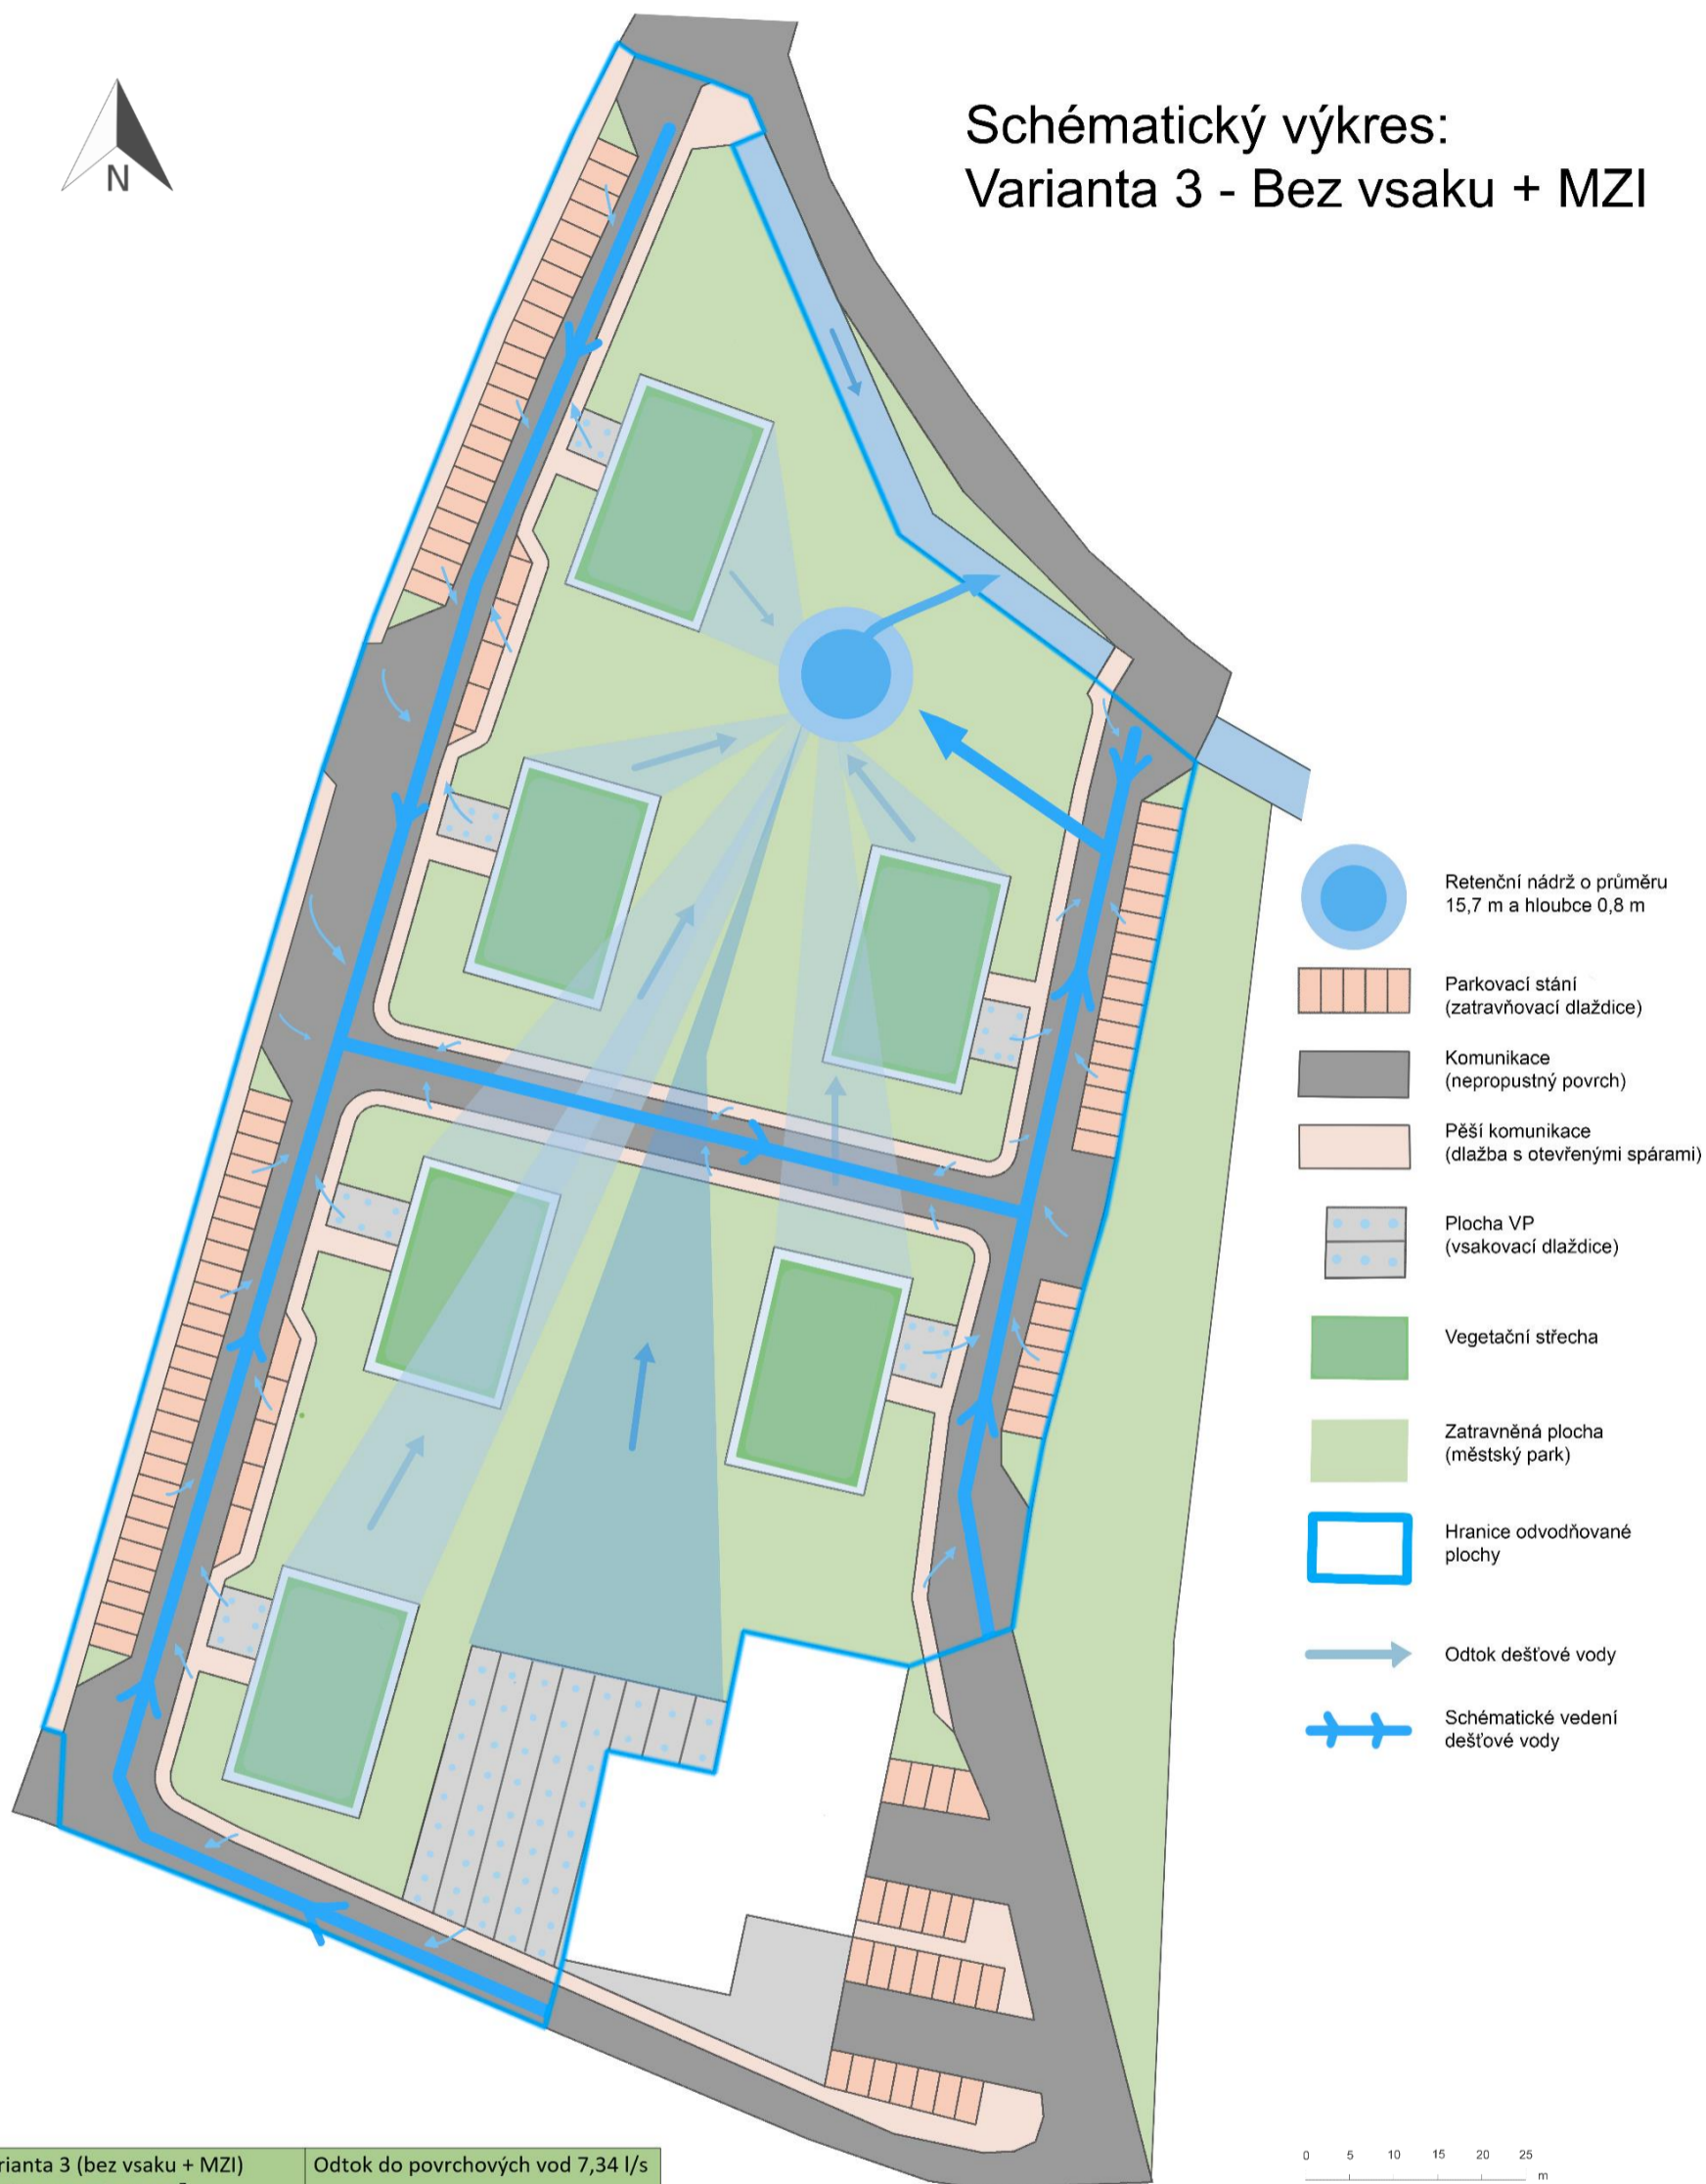 Schématický výkres:
Varianta 3 - Bez vsaku + MZI
N
Retenční nádrž o průměru
15,7 m a hloubce 0,8 m
Parkovací stání
(zatravňovací dlaždice)
Komunikace
(nepropustný povrch)
Pěší komunikace
(dlažba s otevřenými spárami)
Plocha VP
(vsakovací dlaždice)
Vegetační střecha
Zatravněná plocha
(městský park)
Hranice odvodňované
plochy
Odtok dešťové vody
Schématické vedení
dešťové vody
rianta 3 (bez vsaku + MZI) Odtok do povrchových vod 7,34 l/s
0 5 10 15 20 25
m